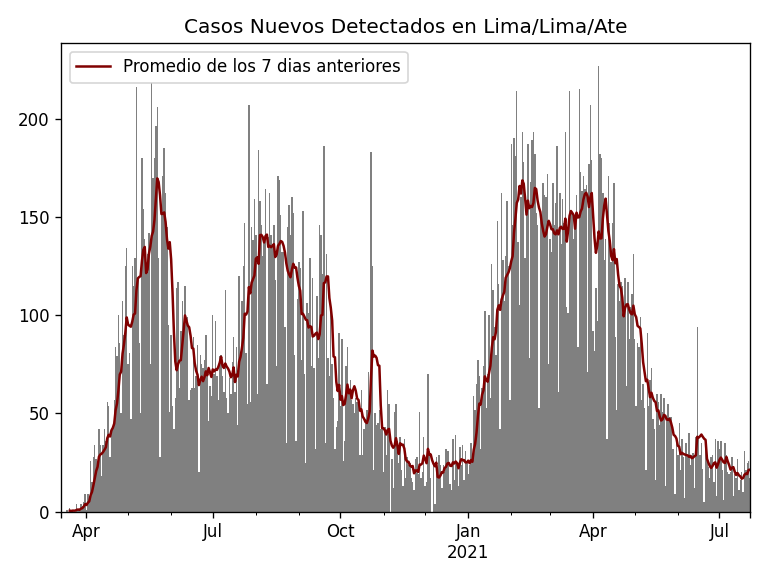 Casos Nuevos Detectados en Lima/Lima/Ate
Promedio de los 7 dias anteriores
200
150
100
50
0
Apr Jul Oct Jan Apr Jul
2021